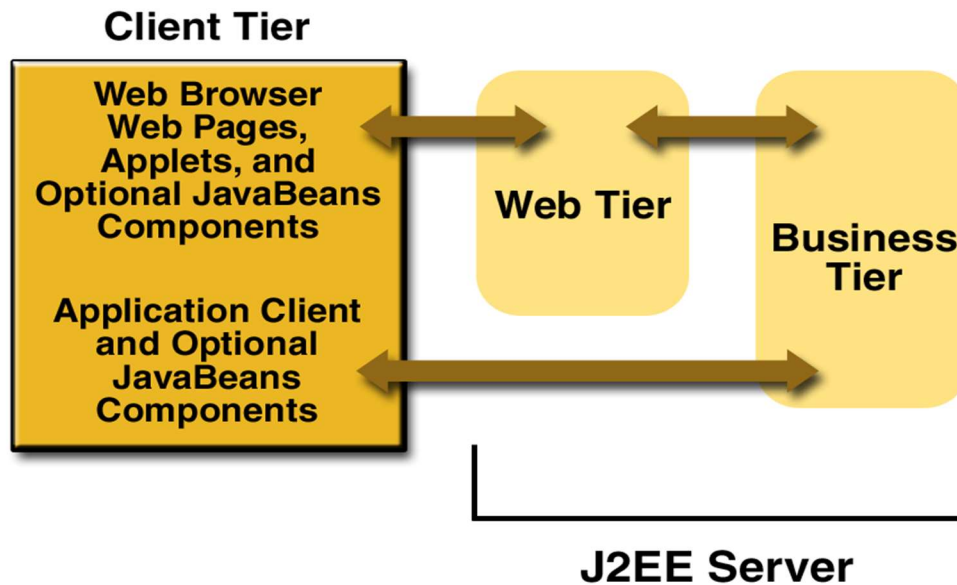 Client Tier
Web Browser
Web Pages,
Applets, and
Optional JavaBeans
Components
Application Client
and Optional
JavaBeans
Components
Web Tier
Business
Tier
J2EE Server